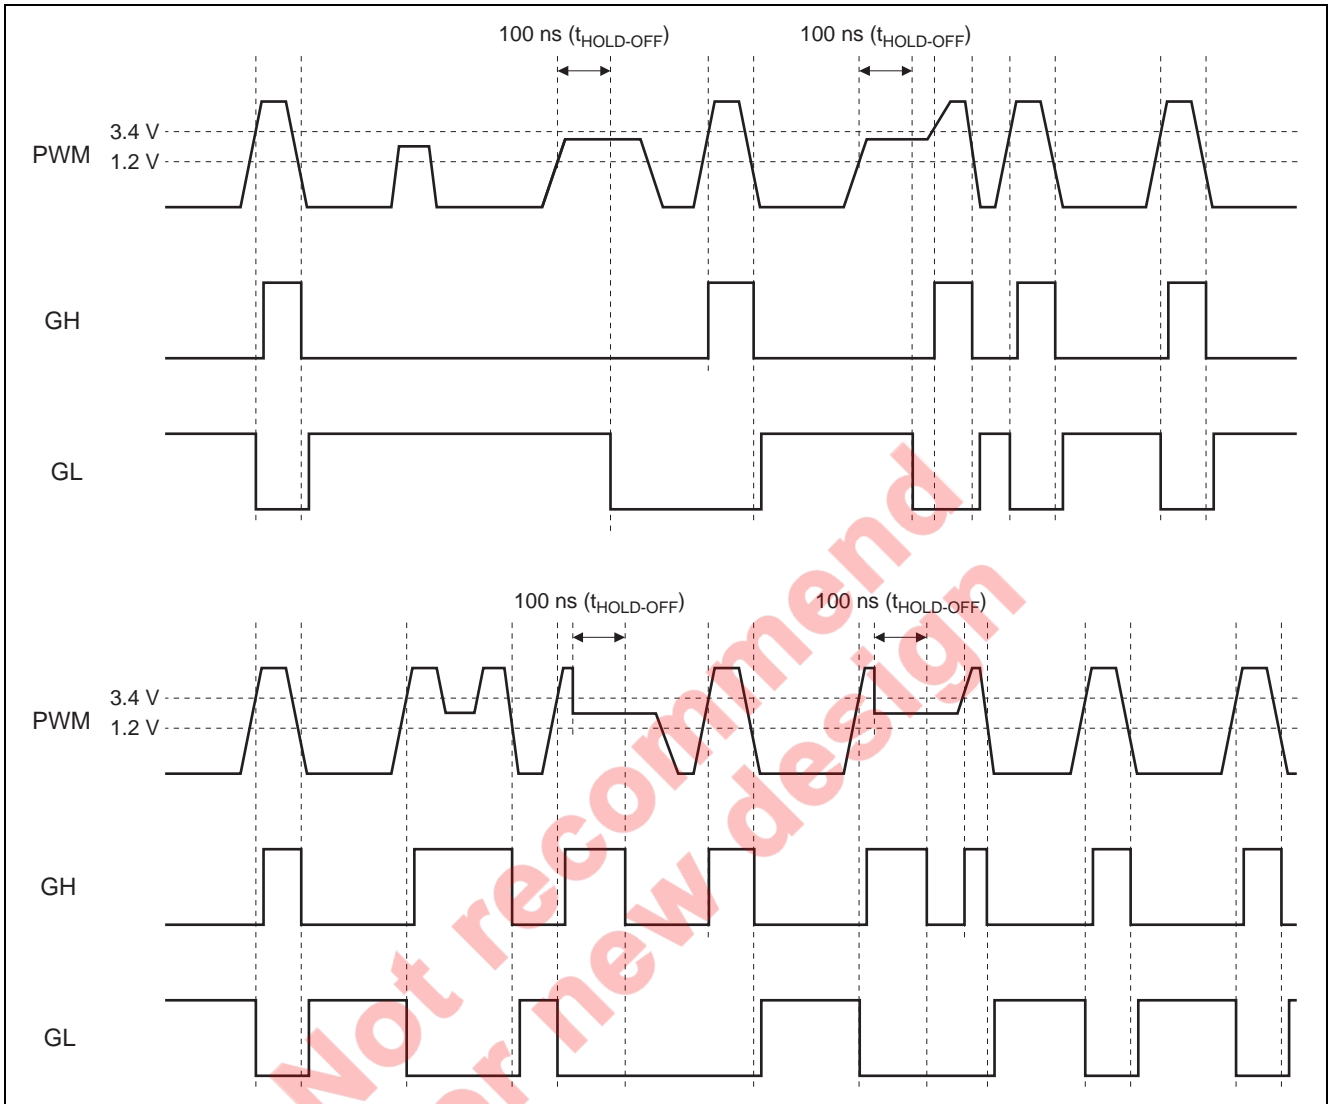 100 ns (tHOLD-OFF) 100 ns (tHOLD-OFF)
3.4 V
PWM
1.2 V
GH
GL
100 ns (tHOLD-OFF) 100 ns (tHOLD-OFF)
3.4 V
PWM
1.2 V
GH
GL
Not recommend
new design